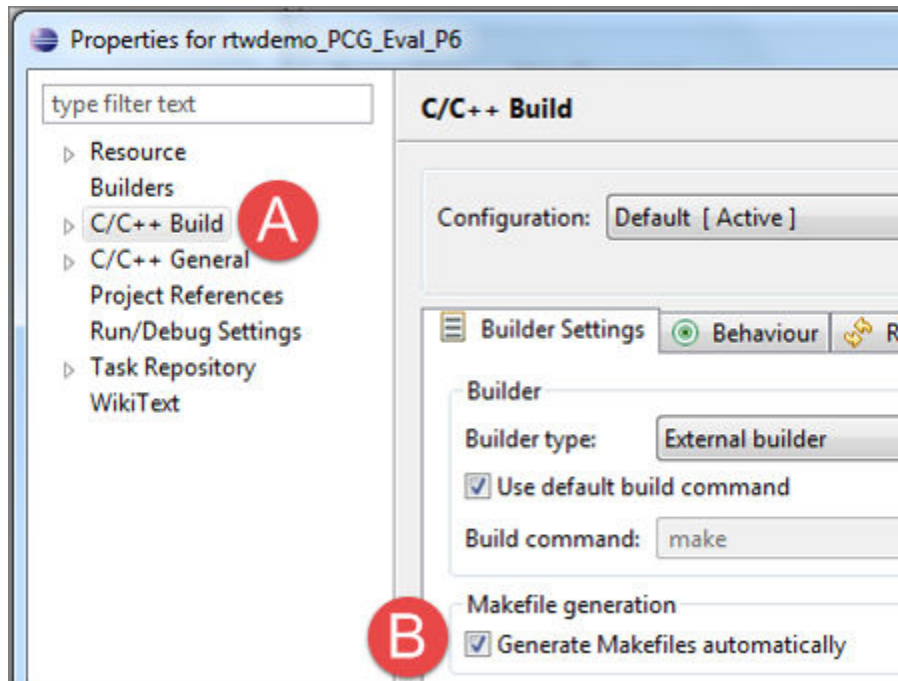 Properties for rtwdemo_PCG_Eval_P6
type filter text
Resource
Builders
C/C++ Build
A
C/C++ General
Project References
Run/Debug Settings
Task Repository
WikiText
C/C++ Build
Configuration:
Default [ Active ]
Builder Settings
Behaviour
R
Builder
Builder type:
External builder
Use default build command
Build command:
make
Makefile generation
B
Generate Makefiles automatically